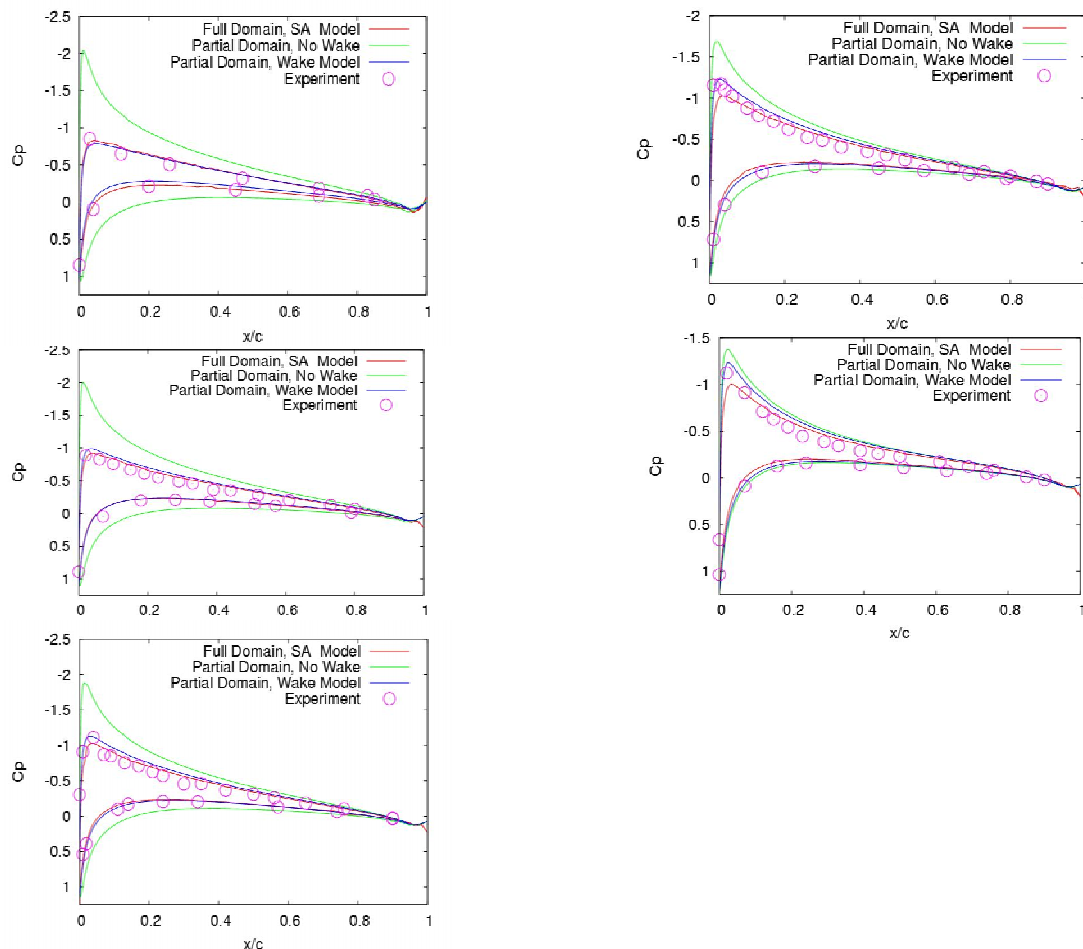 -2.5
Full Domain, SA Model
-2
Partial Domain, No Wake
Partial Domain, Wake Model
-1.5
Experiment
-1
Cp
-0.5
0
0.5
1
0 0.2 0.4 0.6 0.8 1
x/c
-2.5
Full Domain, SA Model
Partial Domain, No Wake
-2
Partial Domain, Wake Model
-1.5
Experiment
-1
Cp
-0.5
0
0.5
1
0 0.2 0.4 0.6 0.8 1
x/c
-2.5
Full Domain, SA Model
-2
Partial Domain, No Wake
Partial Domain, Wake Model
-1.5
Experiment
-1
Cp
-0.5
0
0.5
1
0 0.2 0.4 0.6 0.8 1
x/c
-2
Full Domain, SA Model
Partial Domain, No Wake
-1.5
Partial Domain, Wake Model
Experiment
-1
-0.5
Cp
0
0.5
1
0 0.2 0.4 0.6 0.8
x/c
-1.5
Full Domain, SA Model
Partial Domain, No Wake
-1
Partial Domain, Wake Model
Experiment
-0.5
Cp
0
0.5
1
0 0.2 0.4 0.6 0.8 1
x/c